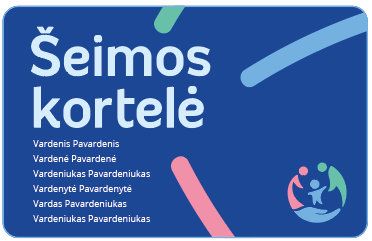 Šeimos
kortelė
Vardenis Pavardenis
Vardenė Pavardenė
Vardeniukas Pavardeniukas
Vardenytė Pavardenytė
Vardas Pavardeniukas
Vardeniukas Pavardeniukas